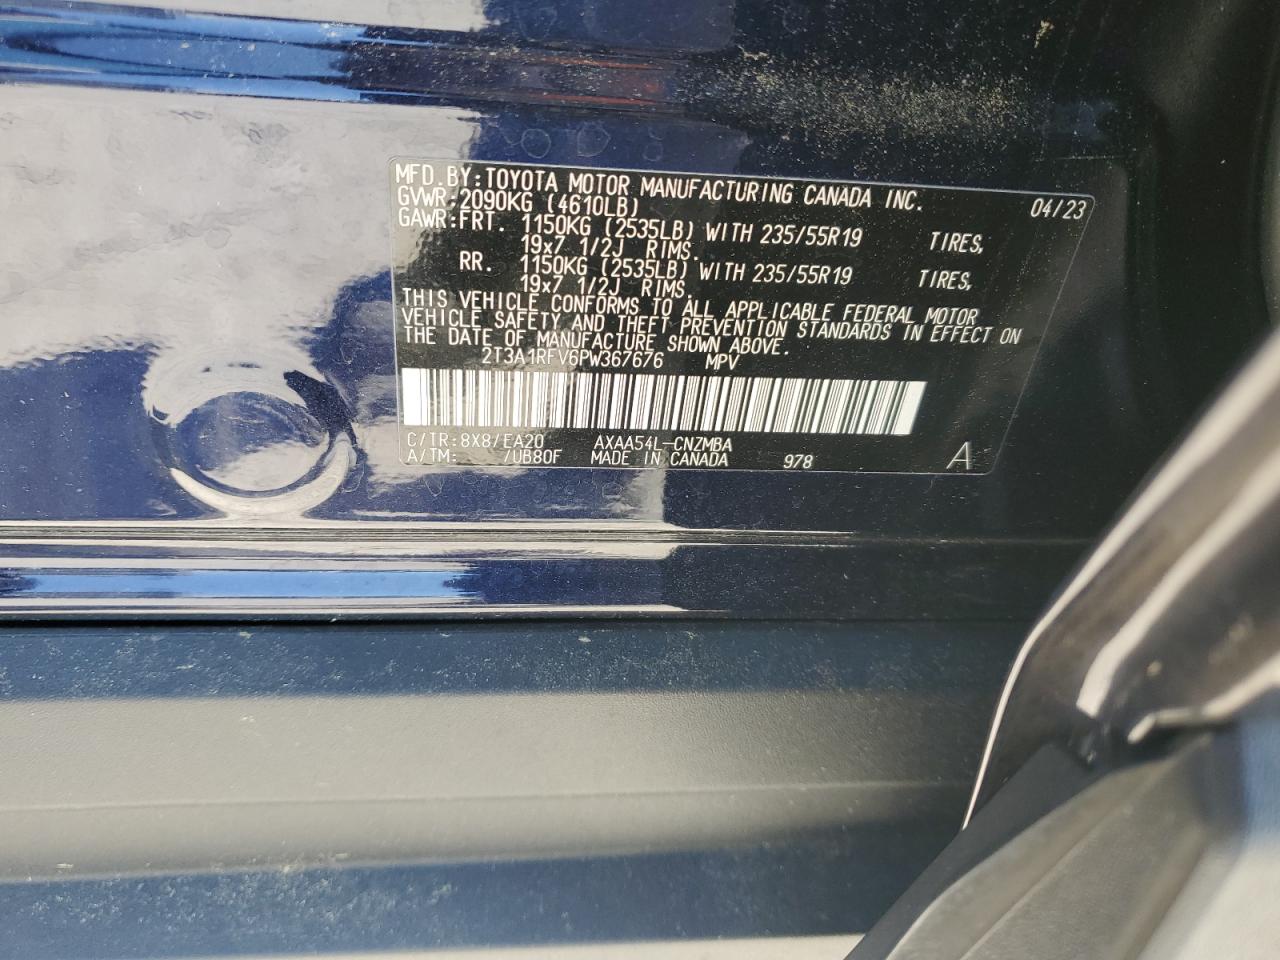 MFD.BY:TOYOTA MOTOR MANUFACTURING CANADA INC. 04/23
GVWR:2090KG (4610LB)
GAWR:FRT. 1150KG (2535LB) WITH 235/55R19 TIRES,
19x7 1/2J RIMS.
RR. 1150KG (2535LB) WITH 235/55R19 TIRES,
19x7 1/2J RIMS.
THIS VEHICLE CONFORMS TO ALL APPLICABLE FEDERAL MOTOR
VEHICLE SAFETY AND THEFT PREVENTION STANDARDS IN EFFECT ON
THE DATE OF MANUFACTURE SHOWN ABOVE.
2T3A1RFV6PW367676 MPV
C/TR:8X8/EA20 AXAA54L-CNZMBA
A/TM: /UB80F MADE IN CANADA 978 A